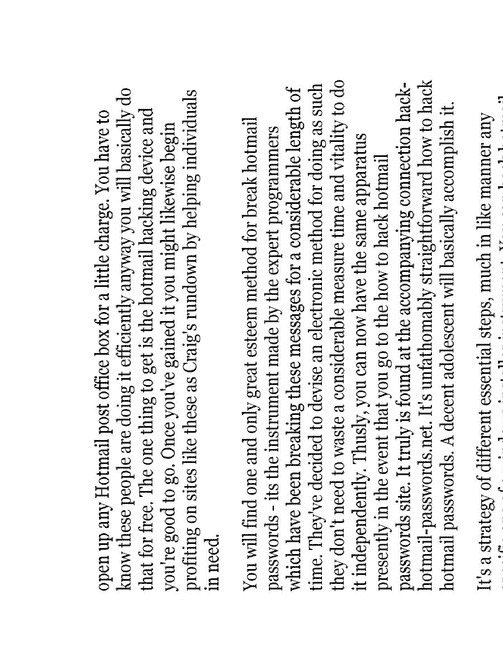 open up any Hotmail post office box for a little charge. You have to
know these people are doing it efficiently anyway you will basically do
that for free. The one thing to get is the hotmail hacking device and
you're good to go. Once you've gained it you might likewise begin
profiting on sites like these as Craig's rundown by helping individuals
in need.
You will find one and only great esteem method for break hotmail
passwords - its the instrument made by the expert programmers
which have been breaking these messages for a considerable length of
time. They've decided to devise an electronic method for doing as such
they don't need to waste a considerable measure time and vitality to do
it independently. Thusly, you can now have the same apparatus
presently in the event that you go to the how to hack hotmail
passwords site. It truly is found at the accompanying connection hack-
hotmail-passwords.net. It's unfathomably straightforward how to hack
hotmail passwords. A decent adolescent will basically accomplish it.
It's a strategy of different essential steps, much in like manner any